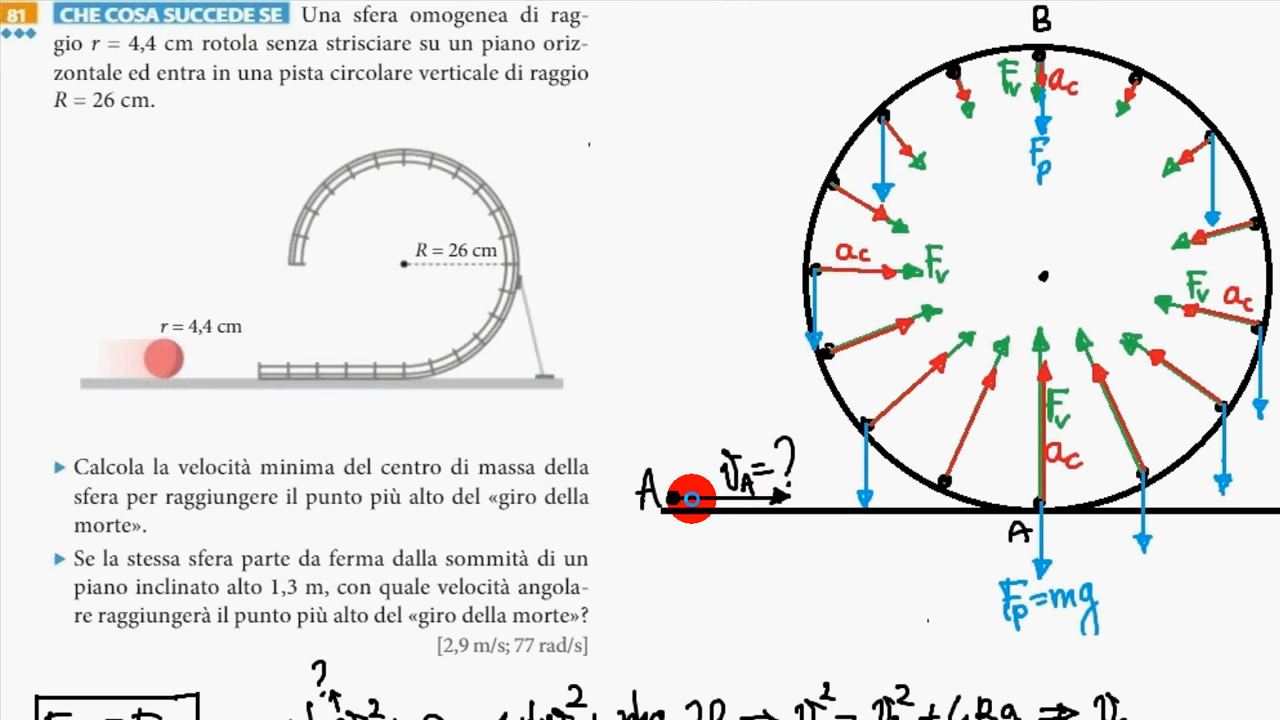 81 CHE COSA SUCCEDE SE Una sfera omogenea di rag-
gio r = 4,4 cm rotola senza strisciare su un piano oriz-
zontale ed entra in una pista circolare verticale di raggio
R = 26 cm.
R = 26 cm
r = 4,4 cm
▶ Calcola la velocità minima del centro di massa della
sfera per raggiungere il punto più alto del «giro della
morte».
▶ Se la stessa sfera parte da ferma dalla sommità di un
piano inclinato alto 1,3 m, con quale velocità angola-
re raggiungerà il punto più alto del «giro della morte»?
[2,9 m/s; 77 rad/s]
B
Fv ac
Fp
ac Fv
Fv ac
Fv
ac
A vA=?
A
Fp=mg
?